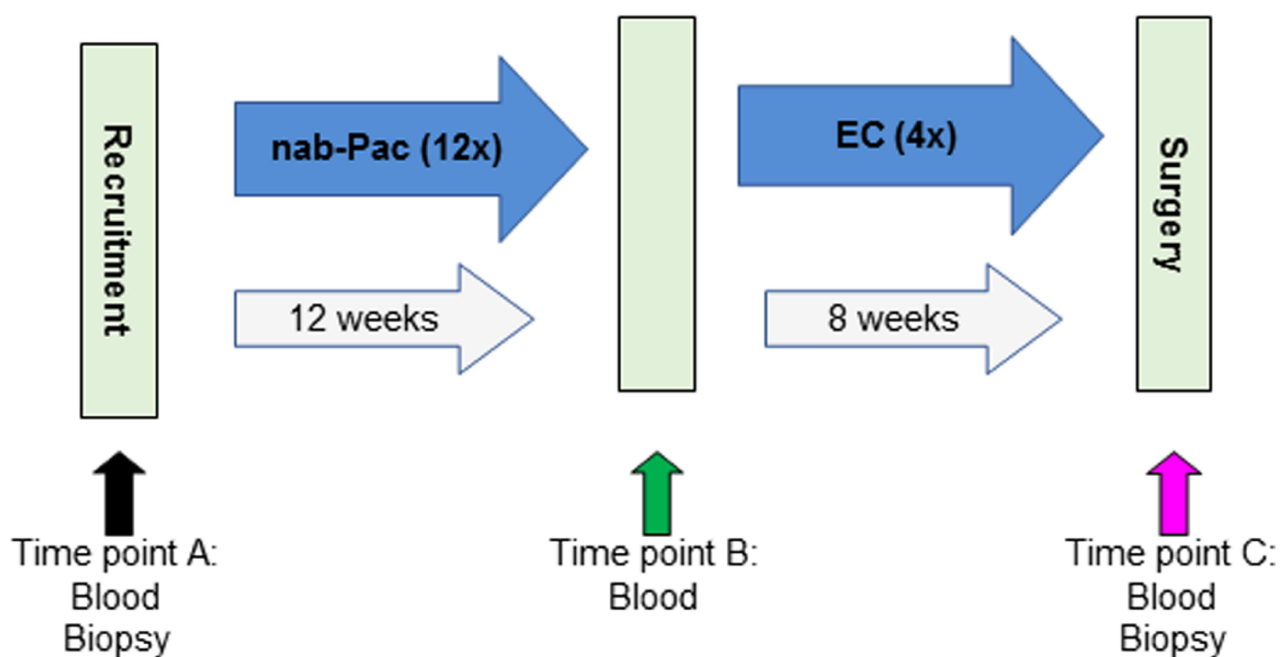 Recruitment
nab-Pac (12x)
12 weeks
EC (4x)
8 weeks
Surgery
Time point A:
Blood
Biopsy
Time point B:
Blood
Time point C:
Blood
Biopsy